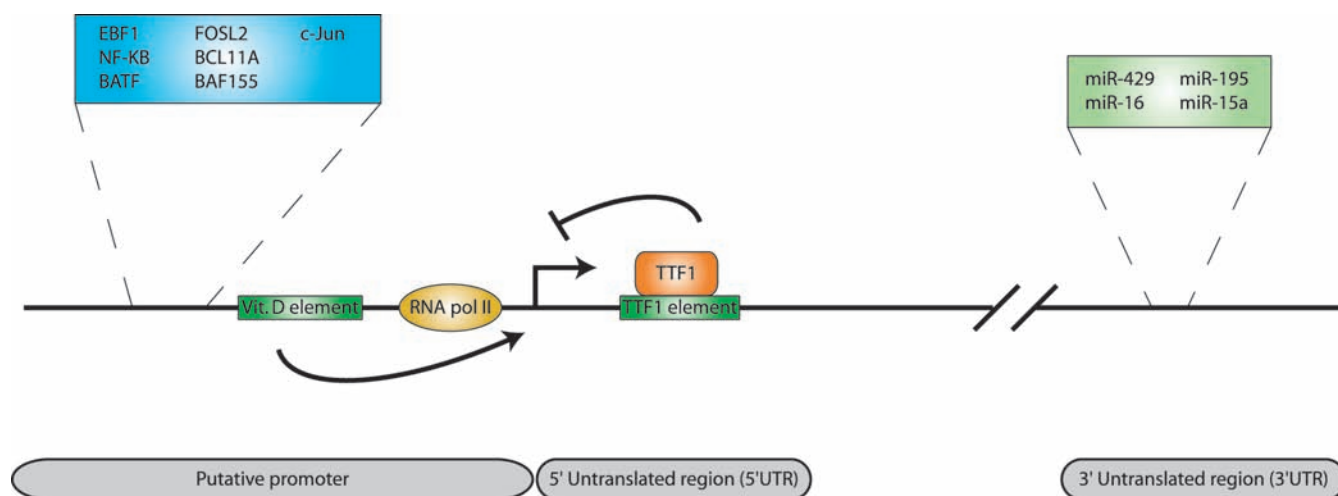 EBF1 FOSL2 c-Jun
NF-KB BCL11A
BATF BAF155
miR-429 miR-195
miR-16 miR-15a
TTF1
Vit. D element RNA pol II TTF1 element
Putative promoter 5' Untranslated region (5'UTR) 3' Untranslated region (3'UTR)